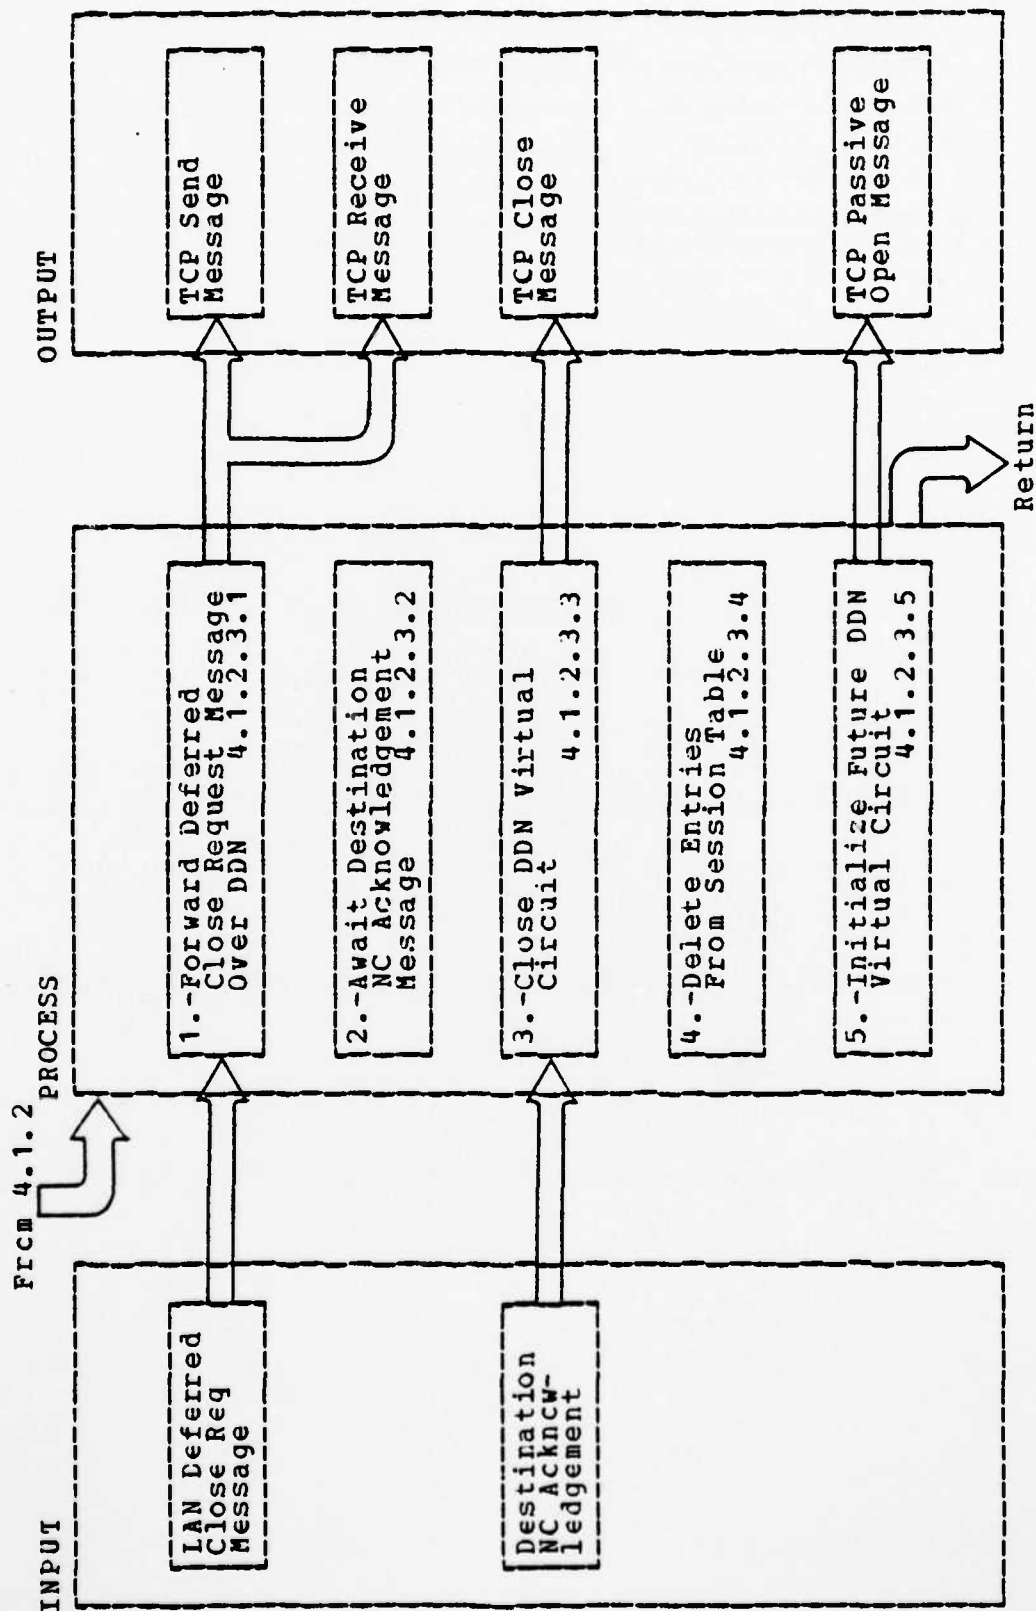 INPUT
LAN Deferred
Close Req
Message
Destination
NC Ackncw-
ledgement
From 4.1.2
PROCESS
1.-Forward Deferred
Close Request Message
Over DDN 4.1.2.3.1
2.-Await Destination
NC Acknowledgement
Message 4.1.2.3.2
3.-Close DDN Virtual
Circuit 4.1.2.3.3
4.-Delete Entries
From Session Table
4.1.2.3.4
5.-Initialize Future DDN
Virtual Circuit
4.1.2.3.5
Return
OUTPUT
TCP Send
Message
TCP Receive
Message
TCP Close
Message
TCP Passive
Open Message